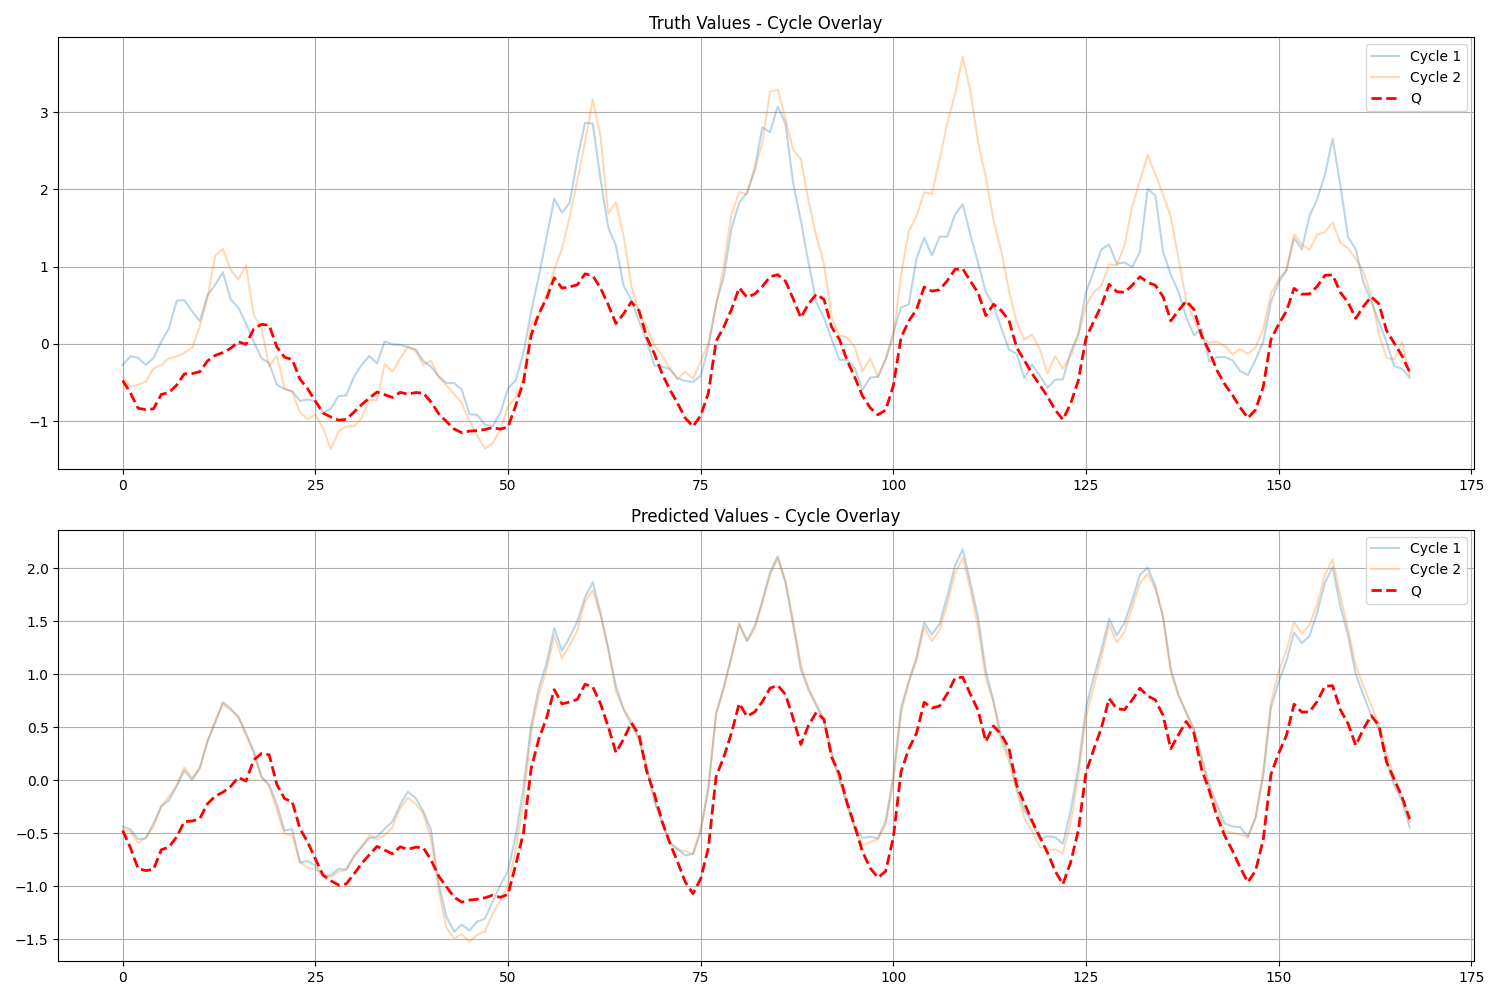 Truth Values - Cycle Overlay
Cycle 1
Cycle 2
Q
3
2
1
0
−1
0 25 50 75 100 125 150 175
Predicted Values - Cycle Overlay
Cycle 1
Cycle 2
Q
2.0
1.5
1.0
0.5
0.0
−0.5
−1.0
−1.5
0 25 50 75 100 125 150 175